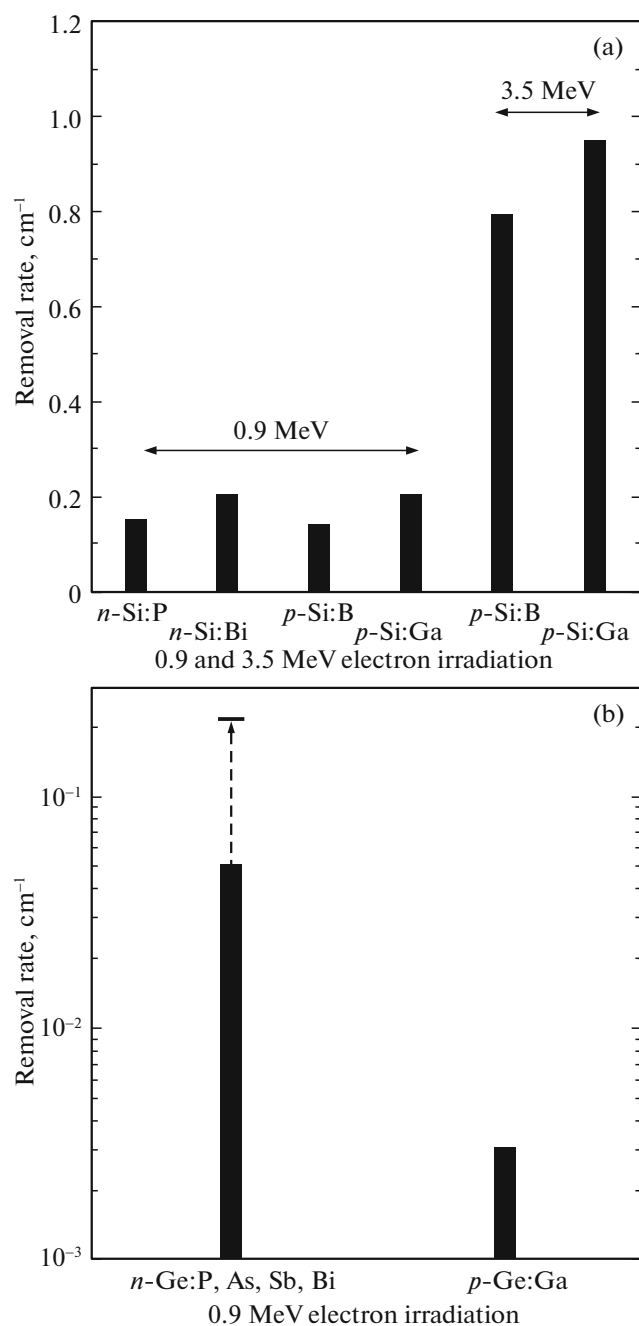 (a)
1.2
1.0
0.8
0.6
0.4
0.2
0
Removal rate, cm⁻¹
3.5 MeV
0.9 MeV
n-Si:P
n-Si:Bi
p-Si:B
p-Si:Ga
p-Si:B
p-Si:Ga
0.9 and 3.5 MeV electron irradiation
(b)
10⁻¹
10⁻²
10⁻³
Removal rate, cm⁻¹
n-Ge:P, As, Sb, Bi
p-Ge:Ga
0.9 MeV electron irradiation